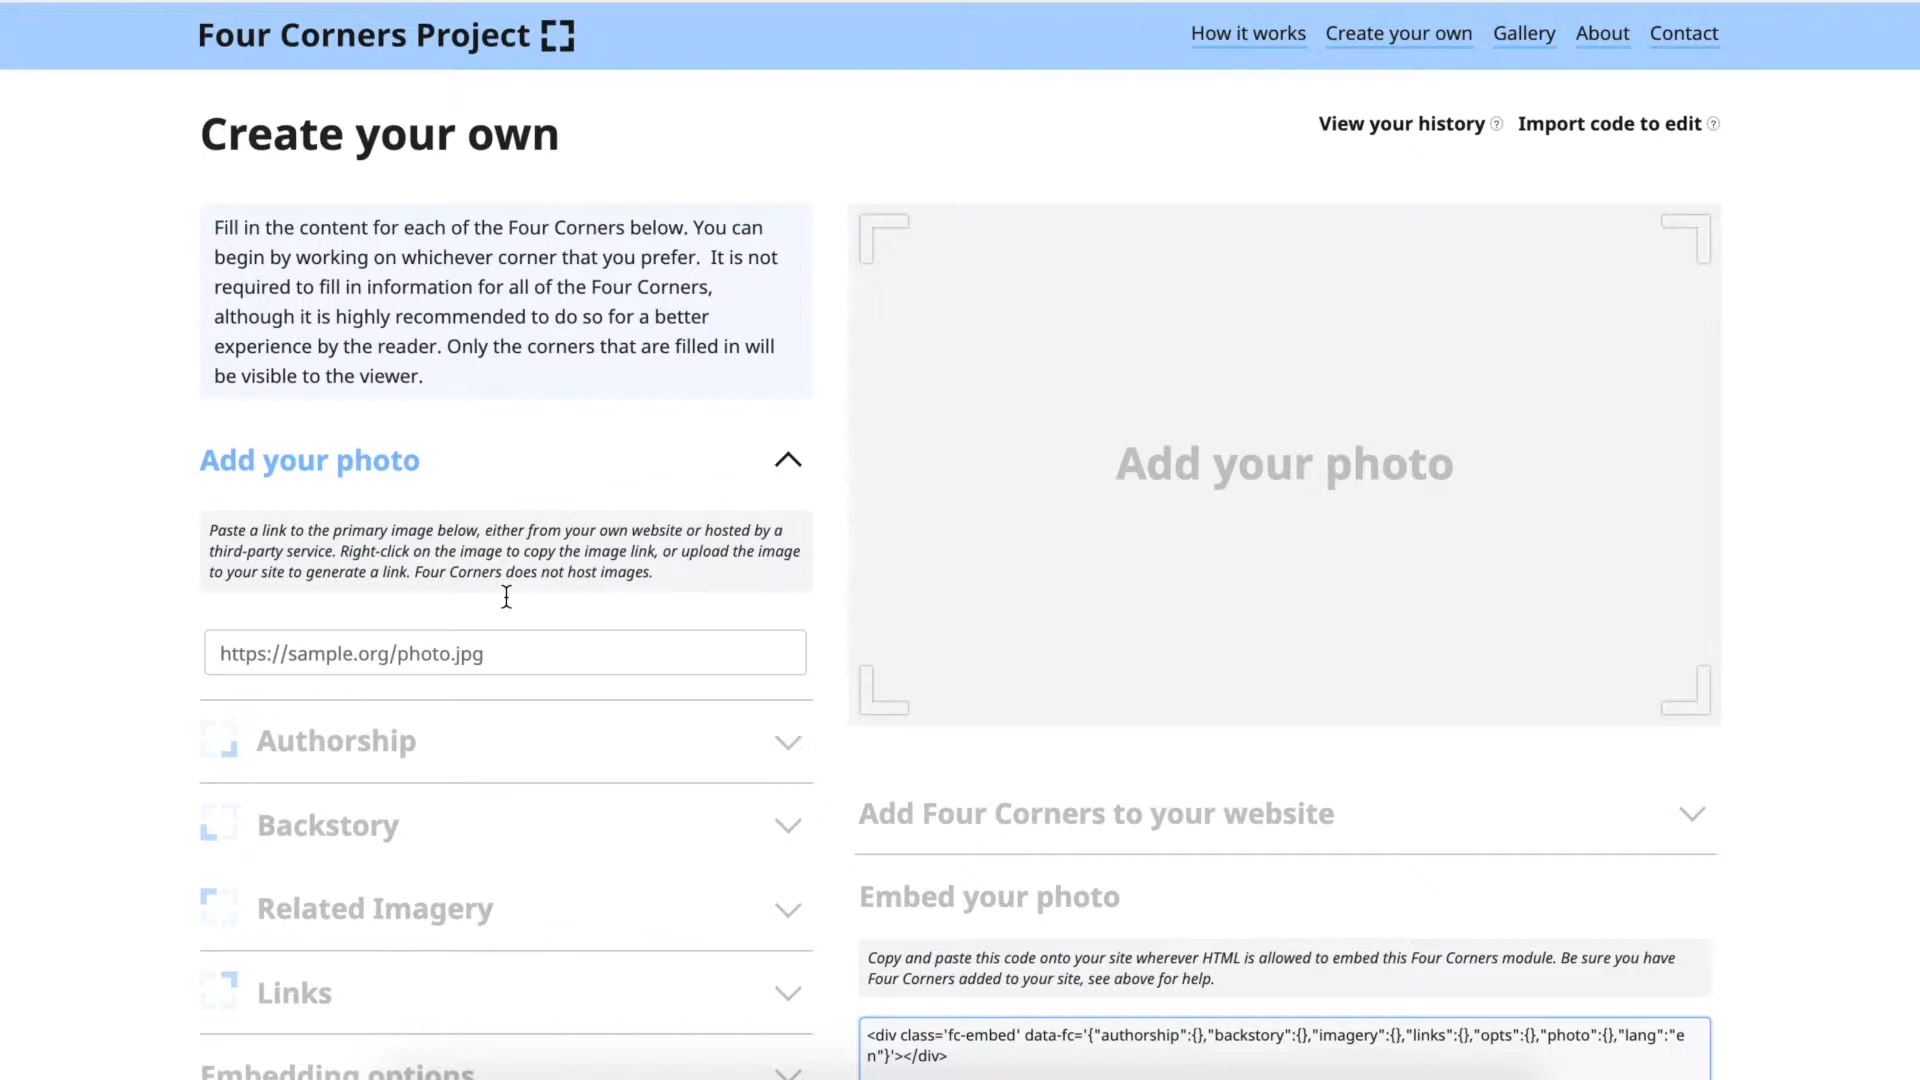 Four Corners Project
How it works
Create your own
Gallery
About
Contact
Create your own
View your history ?
Import code to edit ?
Fill in the content for each of the Four Corners below. You can
begin by working on whichever corner that you prefer.  It is not
required to fill in information for all of the Four Corners,
although it is highly recommended to do so for a better
experience by the reader. Only the corners that are filled in will
be visible to the viewer.
Add your photo
Paste a link to the primary image below, either from your own website or hosted by a
third-party service. Right-click on the image to copy the image link, or upload the image
to your site to generate a link. Four Corners does not host images.
https://sample.org/photo.jpg
Authorship
Backstory
Related Imagery
Links
Embedding options
Add your photo
Add Four Corners to your website
Embed your photo
Copy and paste this code onto your site wherever HTML is allowed to embed this Four Corners module. Be sure you have
Four Corners added to your site, see above for help.
<div class='fc-embed' data-fc='{"authorship":{},"backstory":{},"imagery":{},"links":{},"opts":{},"photo":{},"lang":"e
n"}'></div>